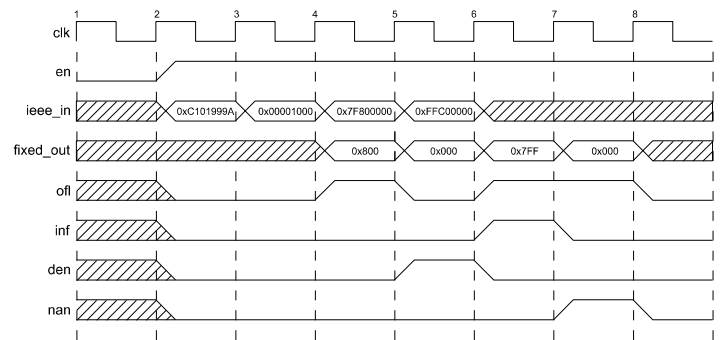 1 2 3 4 5 6 7 8
clk
en
ieee_in 0xC101999A 0x00001000 0x7F800000 0xFFC00000
fixed_out 0x800 0x000 0x7FF 0x000
ofl
inf
den
nan